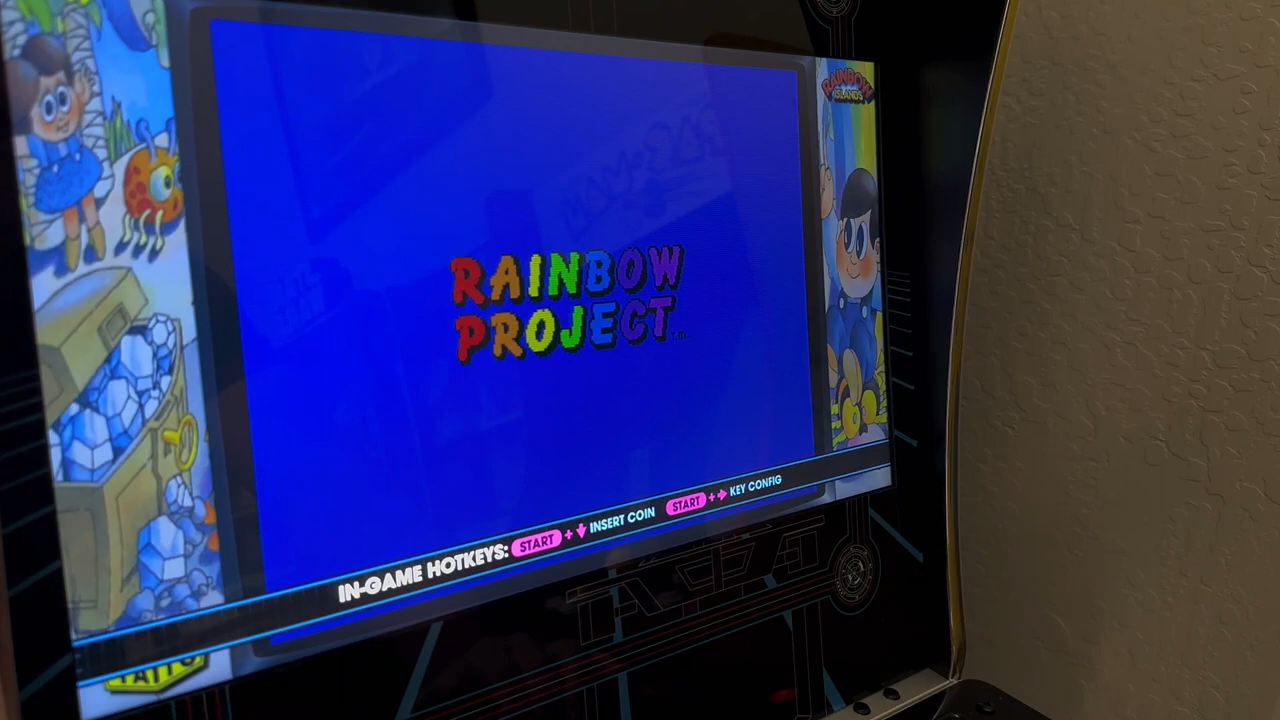 RAINBOW
ISLANDS
RAINBOW
PROJECT T.M.
IN-GAME HOTKEYS: START + INSERT COIN START + KEY CONFIG
TAITO